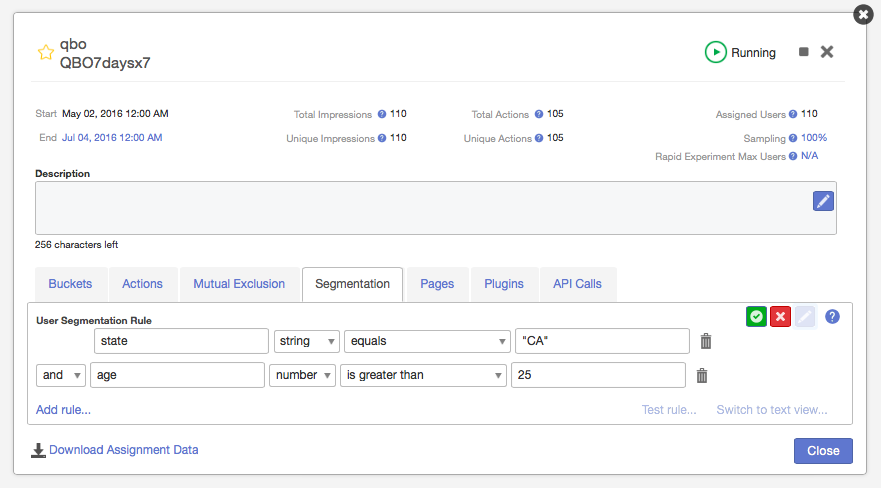 qbo
QBO7daysx7
Running
Start May 02, 2016 12:00 AM
Total Impressions 110
Total Actions 105
Assigned Users 110
End Jul 04, 2016 12:00 AM
Unique Impressions 110
Unique Actions 105
Sampling 100%
Rapid Experiment Max Users N/A
Description
256 characters left
Buckets Actions Mutual Exclusion Segmentation Pages Plugins API Calls
User Segmentation Rule
state string equals "CA"
and age number is greater than 25
Add rule... Test rule... Switch to text view...
Download Assignment Data
Close